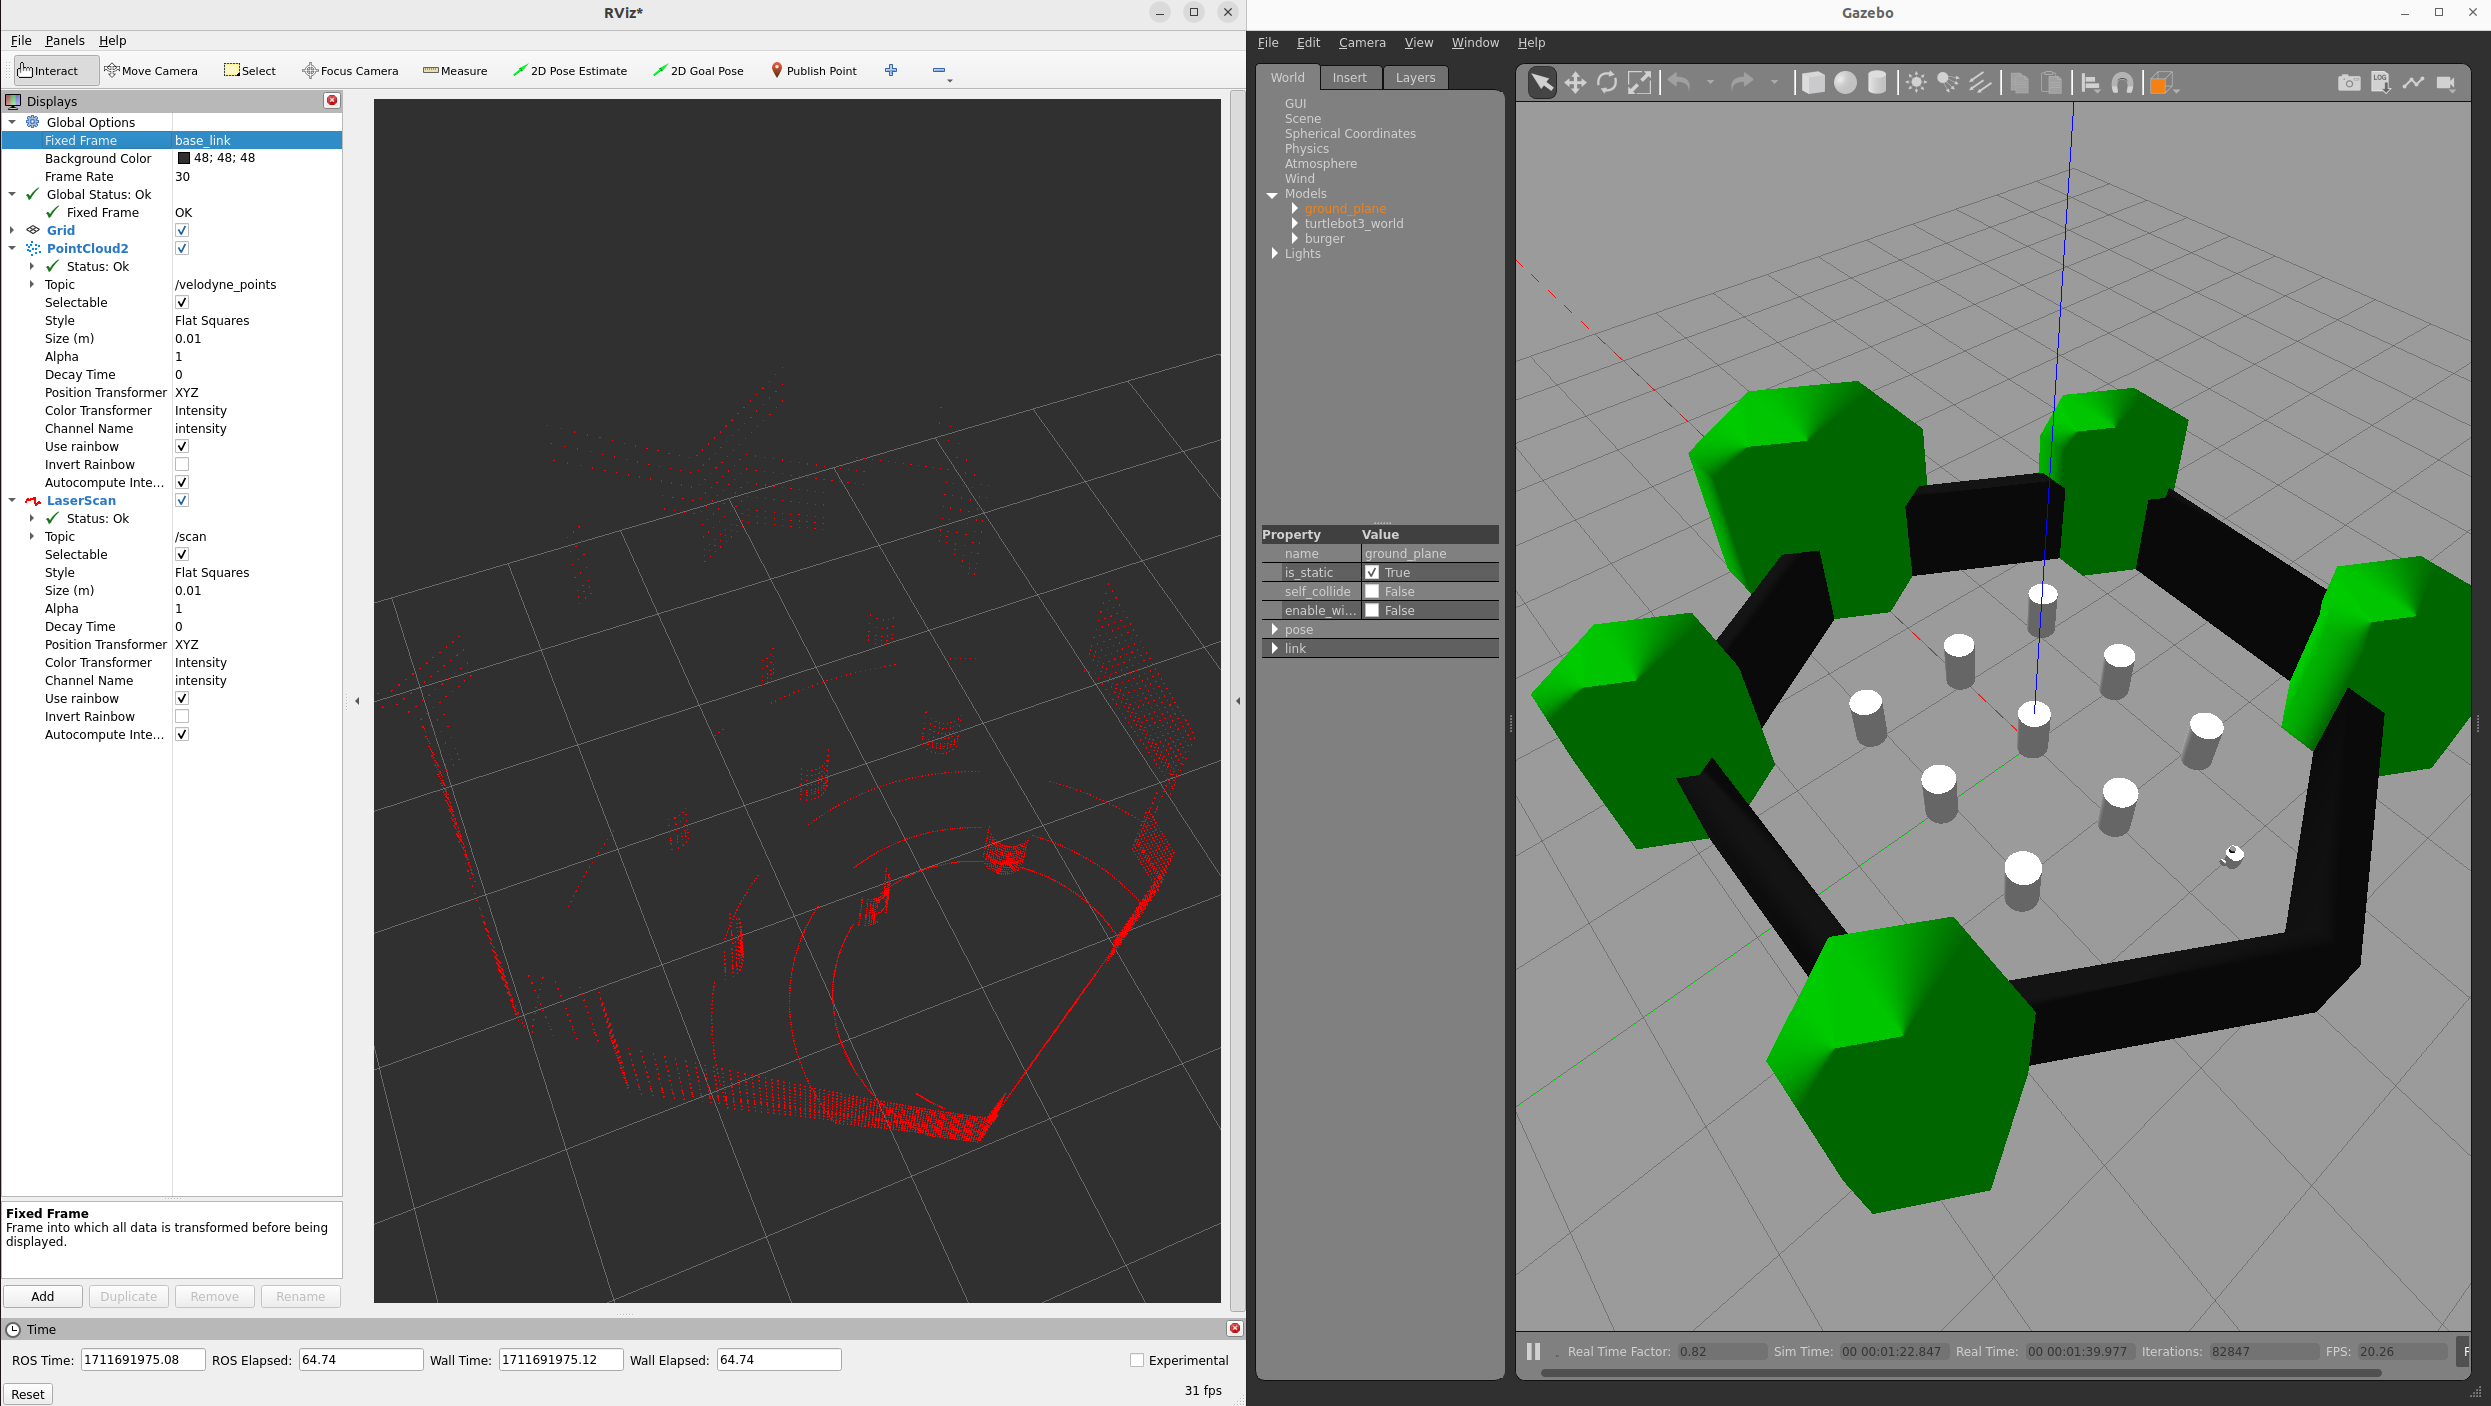 RViz*
File Panels Help
Interact Move Camera Select Focus Camera Measure 2D Pose Estimate 2D Goal Pose Publish Point
Displays
Global Options
Fixed Frame base_link
Background Color 48; 48; 48
Frame Rate 30
Global Status: Ok
Fixed Frame OK
Grid
PointCloud2
Status: Ok
Topic /velodyne_points
Selectable
Style Flat Squares
Size (m) 0.01
Alpha 1
Decay Time 0
Position Transformer XYZ
Color Transformer Intensity
Channel Name intensity
Use rainbow
Invert Rainbow
Autocompute Inte...
LaserScan
Status: Ok
Topic /scan
Selectable
Style Flat Squares
Size (m) 0.01
Alpha 1
Decay Time 0
Position Transformer XYZ
Color Transformer Intensity
Channel Name intensity
Use rainbow
Invert Rainbow
Autocompute Inte...
Fixed Frame
Frame into which all data is transformed before being
displayed.
Add Duplicate Remove Rename
Time
ROS Time: 1711691975.08 ROS Elapsed: 64.74 Wall Time: 1711691975.12 Wall Elapsed: 64.74 Experimental
Reset 31 fps
Gazebo
File Edit Camera View Window Help
World Insert Layers
LOG
GUI
Scene
Spherical Coordinates
Physics
Atmosphere
Wind
Models
ground_plane
turtlebot3_world
burger
Lights
Property Value
name ground_plane
is_static True
self_collide False
enable_wi... False
pose
link
Real Time Factor: 0.82 Sim Time: 00 00:01:22.847 Real Time: 00 00:01:39.977 Iterations: 82847 FPS: 20.26